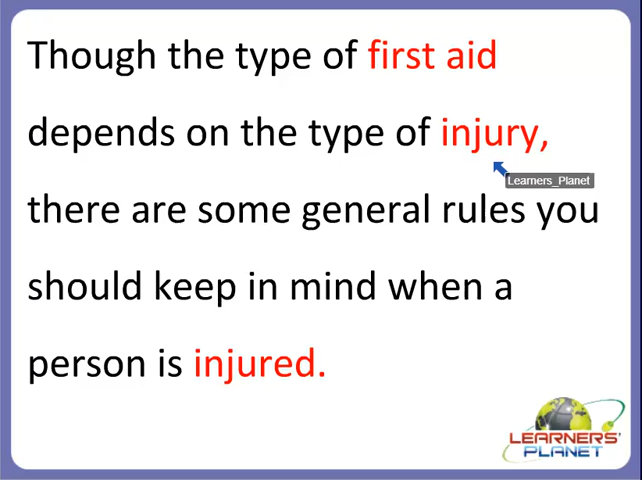 Though the type of first aid
depends on the type of injury,
Learners_Planet
there are some general rules you
should keep in mind when a
person is injured.
LEARNERS'
PLANET